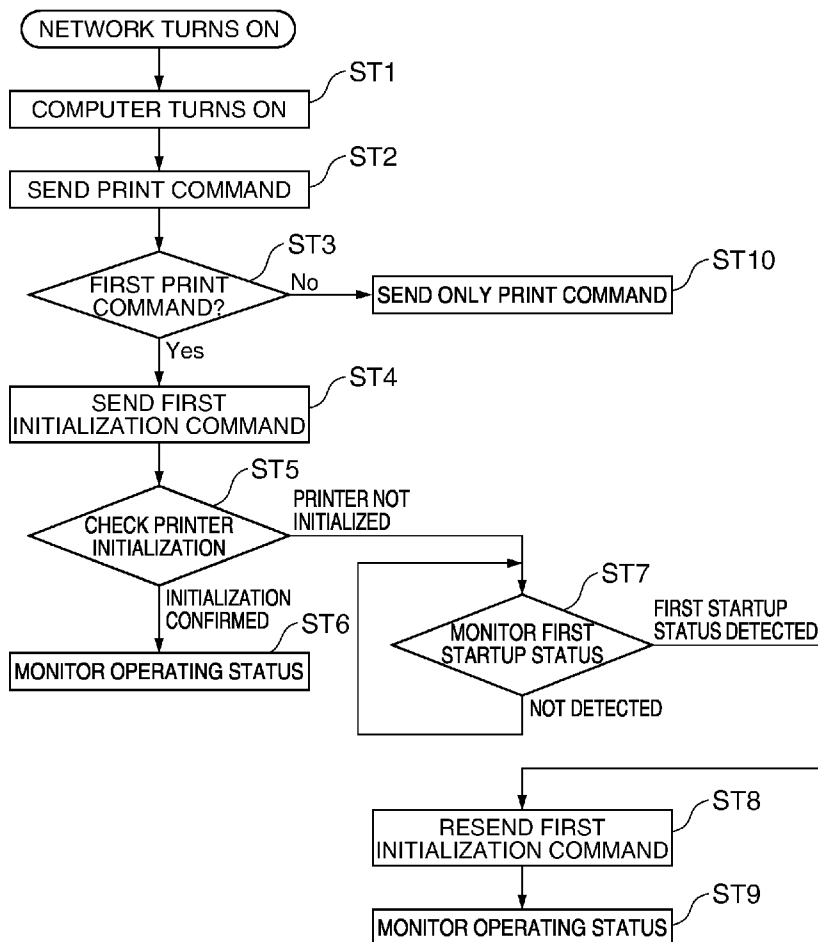 NETWORK TURNS ON
ST1
COMPUTER TURNS ON
ST2
SEND PRINT COMMAND
ST3
FIRST PRINT
COMMAND?
No
ST10
SEND ONLY PRINT COMMAND
Yes
ST4
SEND FIRST
INITIALIZATION COMMAND
ST5
CHECK PRINTER
INITIALIZATION
PRINTER NOT
INITIALIZED
INITIALIZATION
CONFIRMED
ST6
MONITOR OPERATING STATUS
ST7
MONITOR FIRST
STARTUP STATUS
FIRST STARTUP
STATUS DETECTED
NOT DETECTED
ST8
RESEND FIRST
INITIALIZATION COMMAND
ST9
MONITOR OPERATING STATUS